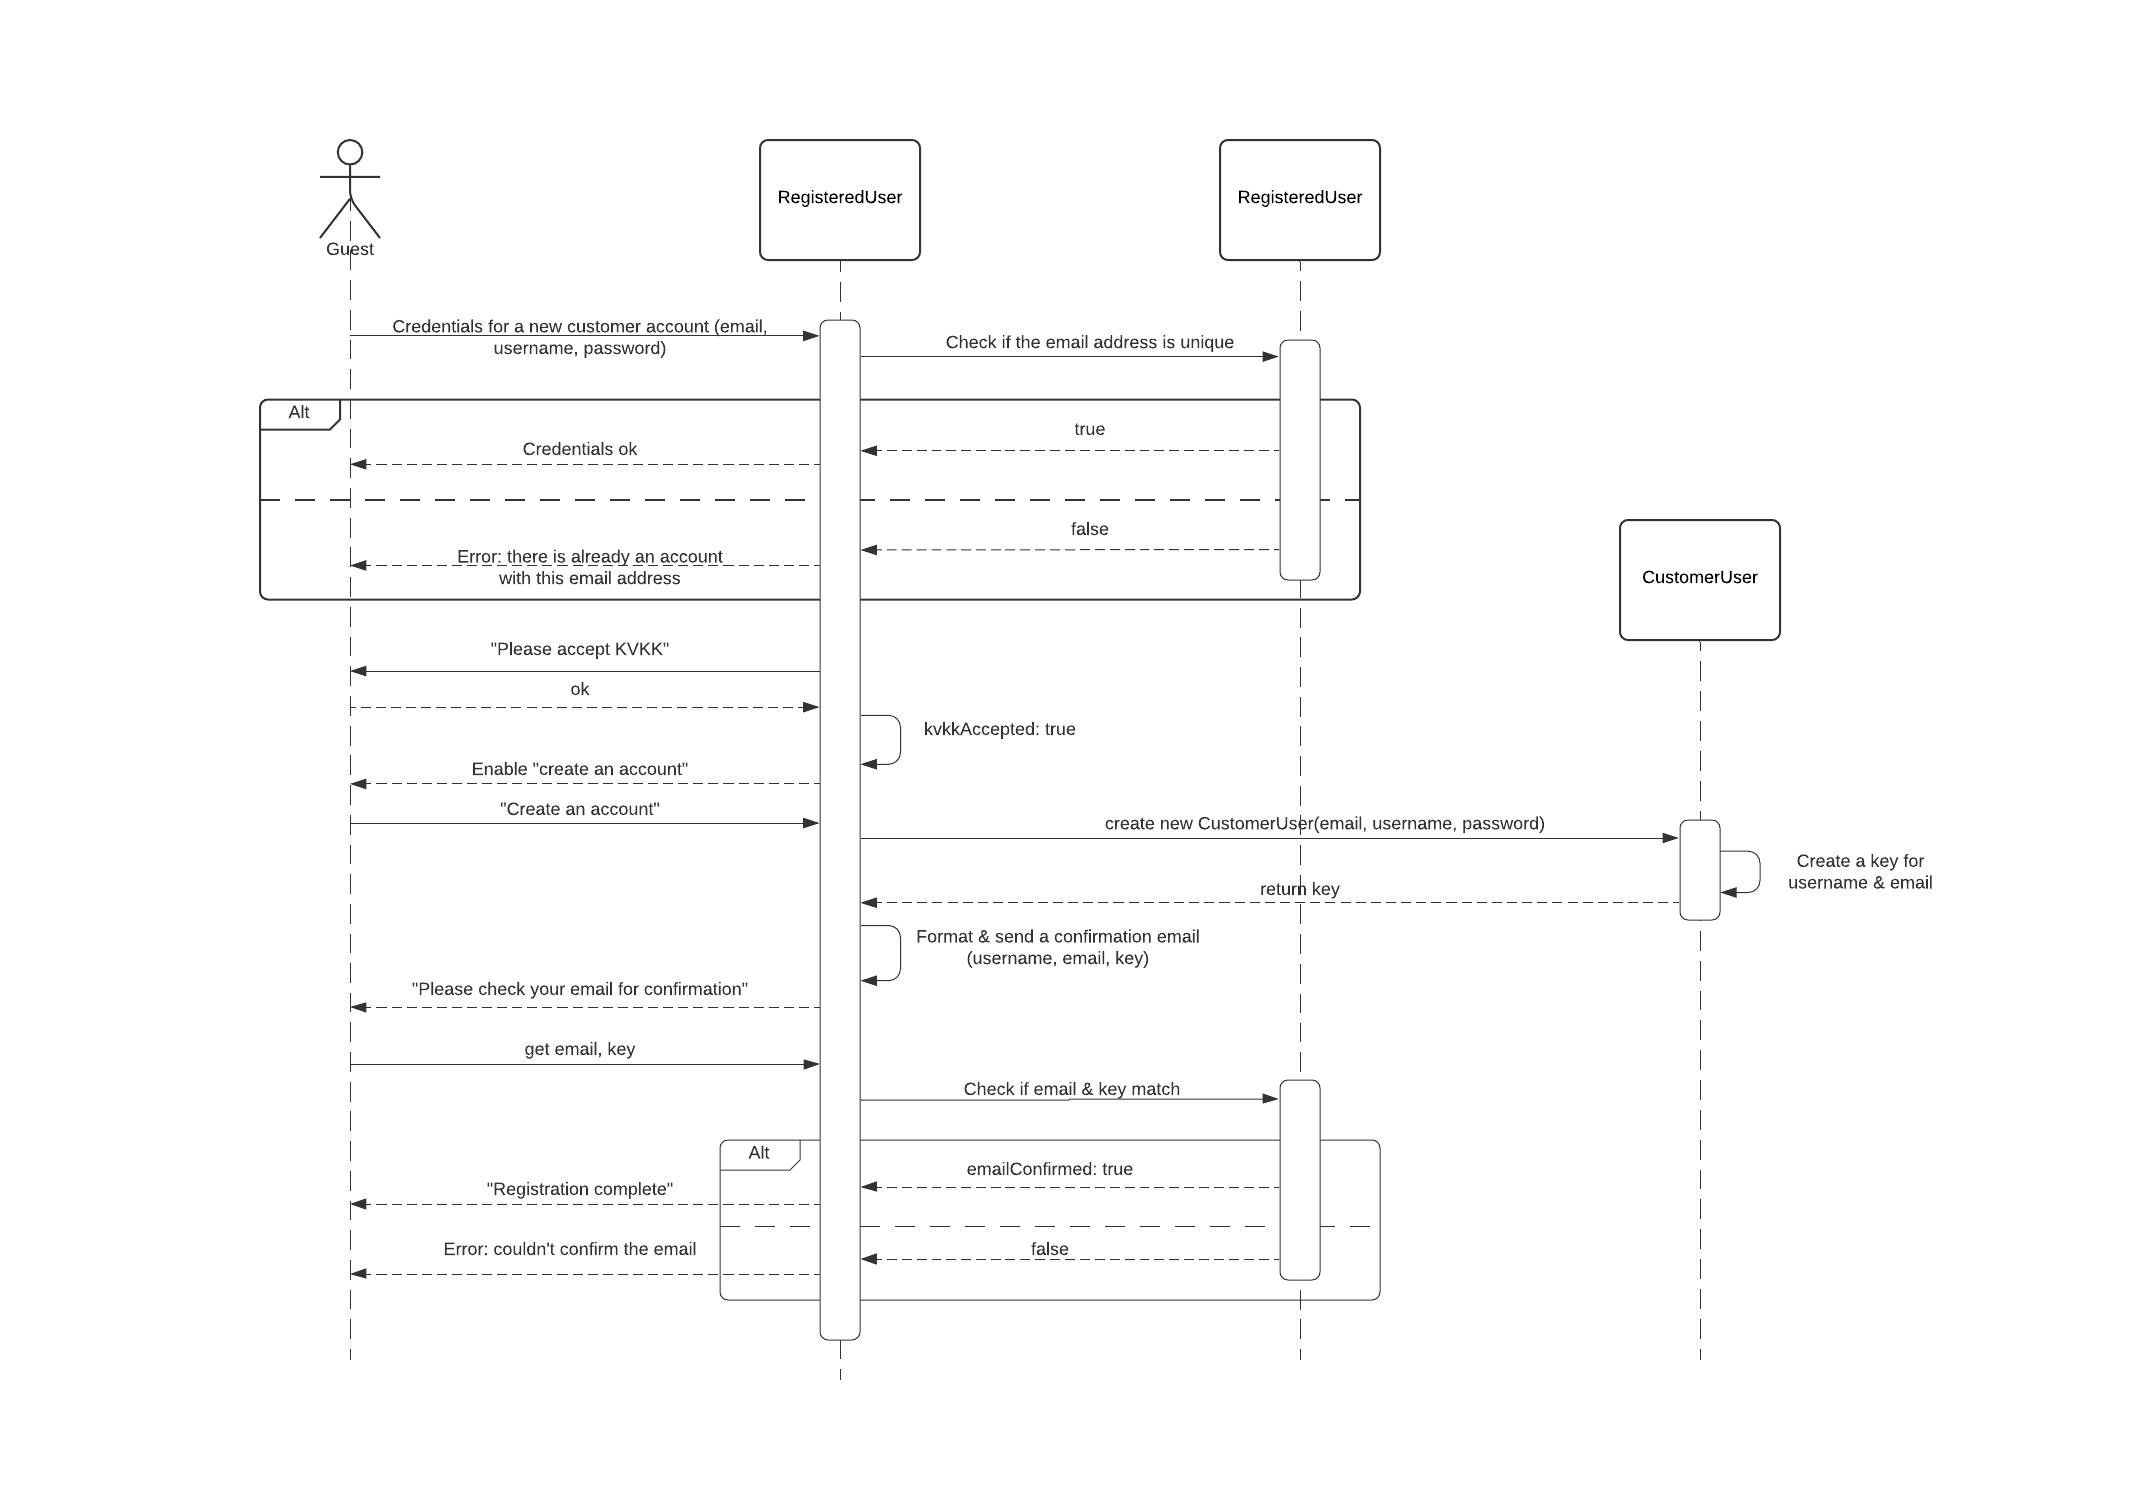 Guest
RegisteredUser
RegisteredUser
Credentials for a new customer account (email,
username, password)
Check if the email address is unique
Alt
true
Credentials ok
false
Error: there is already an account
with this email address
CustomerUser
"Please accept KVKK"
ok
kvkkAccepted: true
Enable "create an account"
"Create an account"
create new CustomerUser(email, username, password)
Create a key for
username & email
return key
Format & send a confirmation email
(username, email, key)
"Please check your email for confirmation"
get email, key
Check if email & key match
Alt
emailConfirmed: true
"Registration complete"
false
Error: couldn't confirm the email